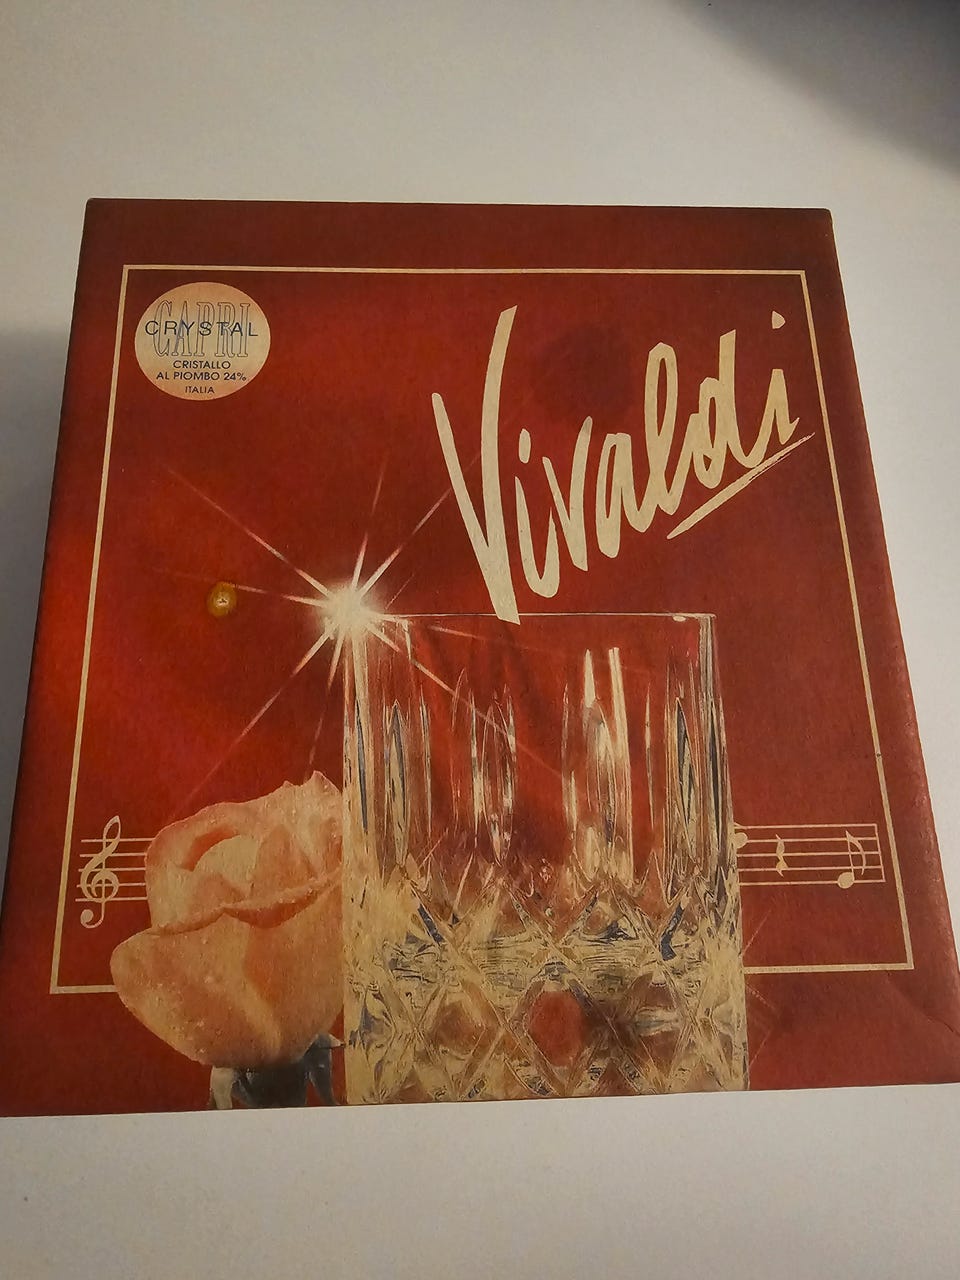 CAPRI
CRYSTAL
CRISTALLO
AL PIOMBO 24%
ITALIA
Vivaldi